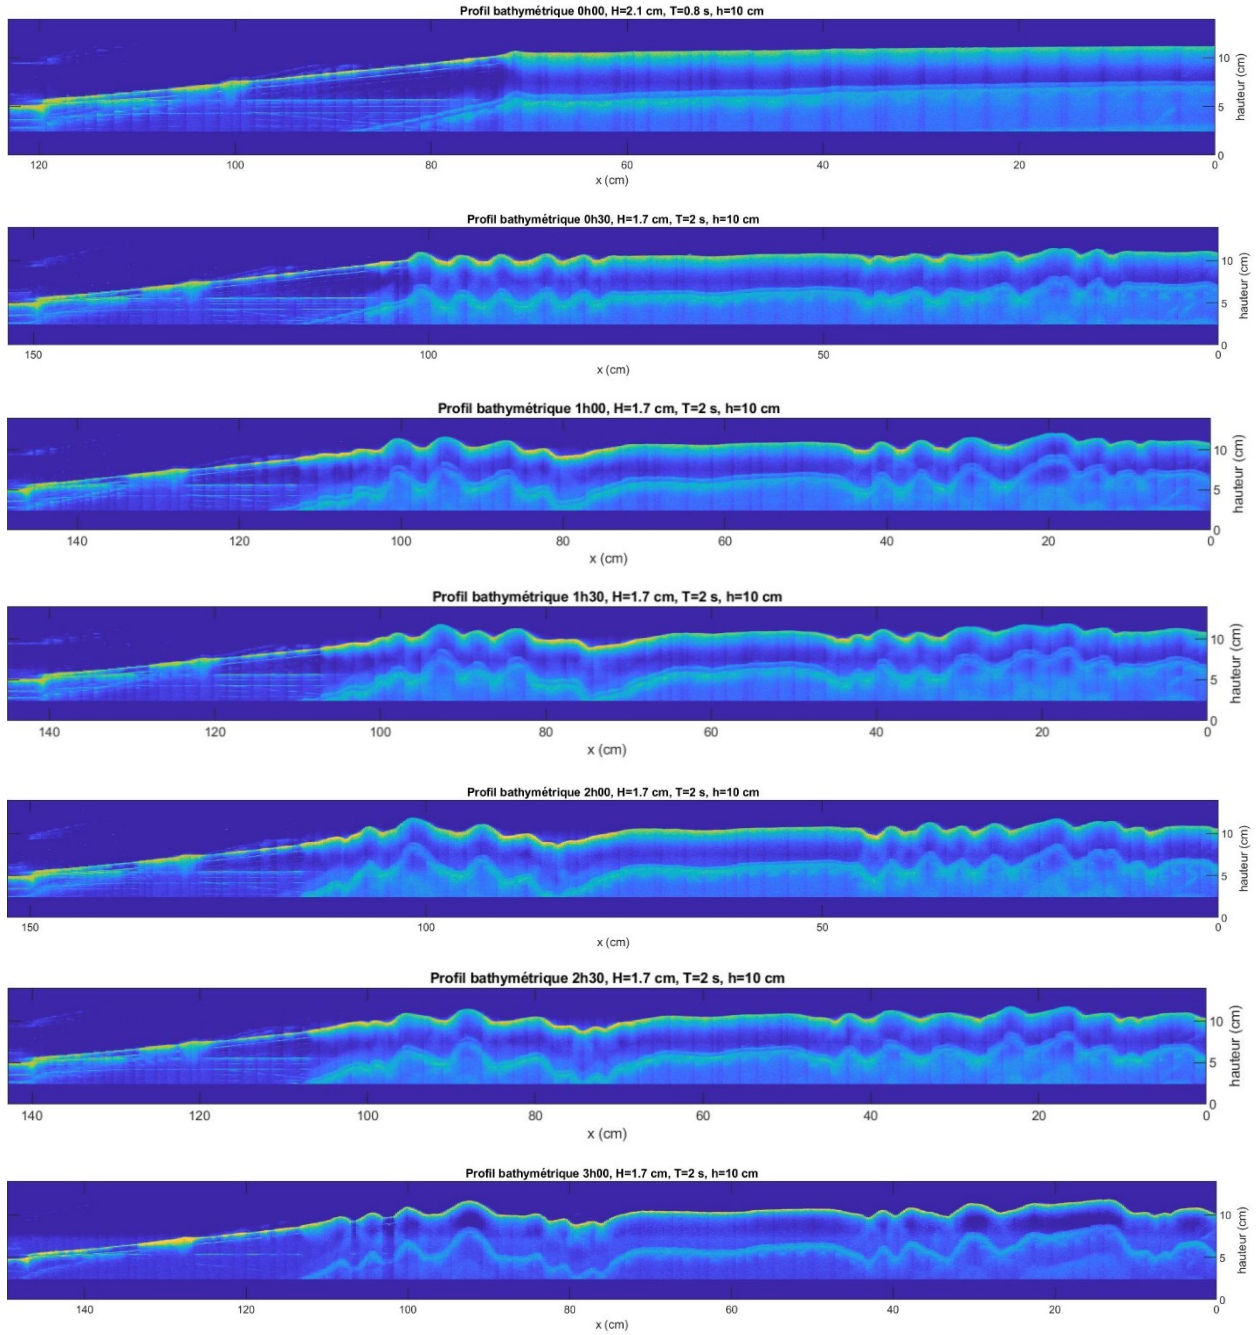 Profil bathymétrique 0h00, H=2.1 cm, T=0.8 s, h=10 cm
10
5
0
hauteur (cm)
120 100 80 60 40 20 0
x (cm)
Profil bathymétrique 0h30, H=1.7 cm, T=2 s, h=10 cm
10
5
0
hauteur (cm)
150 100 50 0
x (cm)
Profil bathymétrique 1h00, H=1.7 cm, T=2 s, h=10 cm
10
5
0
hauteur (cm)
140 120 100 80 60 40 20 0
x (cm)
Profil bathymétrique 1h30, H=1.7 cm, T=2 s, h=10 cm
10
5
0
hauteur (cm)
140 120 100 80 60 40 20 0
x (cm)
Profil bathymétrique 2h00, H=1.7 cm, T=2 s, h=10 cm
10
5
0
hauteur (cm)
150 100 50 0
x (cm)
Profil bathymétrique 2h30, H=1.7 cm, T=2 s, h=10 cm
10
5
0
hauteur (cm)
140 120 100 80 60 40 20 0
x (cm)
Profil bathymétrique 3h00, H=1.7 cm, T=2 s, h=10 cm
10
5
0
hauteur (cm)
140 120 100 80 60 40 20 0
x (cm)